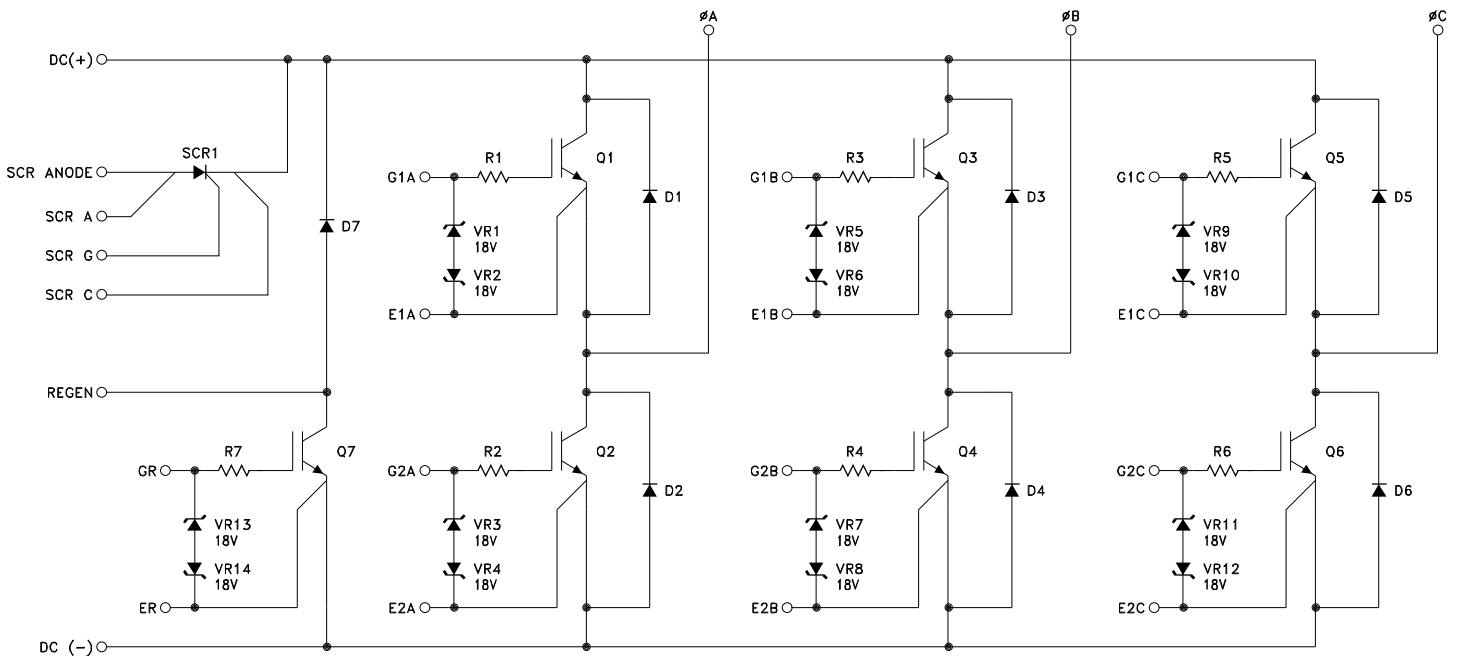 øA
øB
øC
DC(+)
SCR ANODE
SCR1
SCR A
SCR G
SCR C
D7
G1A
R1
Q1
D1
VR1
18V
VR2
18V
E1A
G1B
R3
Q3
D3
VR5
18V
VR6
18V
E1B
G1C
R5
Q5
D5
VR9
18V
VR10
18V
E1C
REGEN
GR
R7
Q7
VR13
18V
VR14
18V
ER
G2A
R2
Q2
D2
VR3
18V
VR4
18V
E2A
G2B
R4
Q4
D4
VR7
18V
VR8
18V
E2B
G2C
R6
Q6
D6
VR11
18V
VR12
18V
E2C
DC (-)